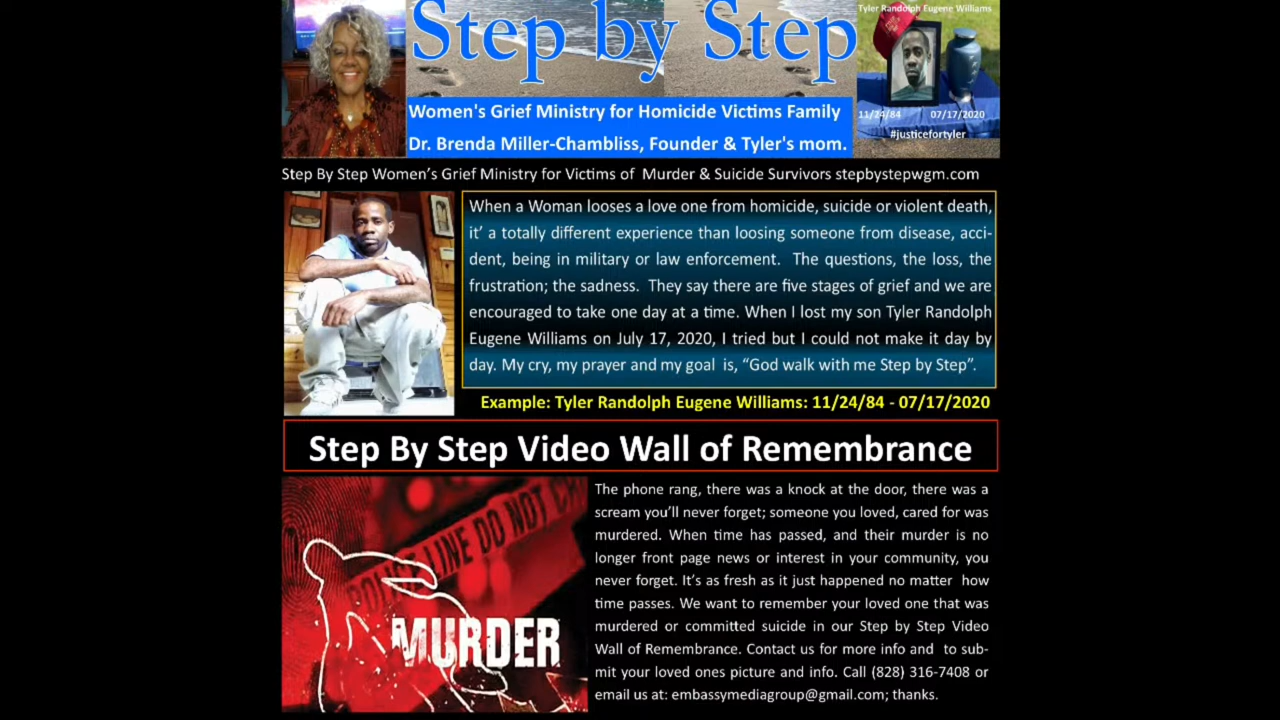 Step by Step
Tyler Randolph Eugene Williams
Women's Grief Ministry for Homicide Victims Family
Dr. Brenda Miller-Chambliss, Founder & Tyler's mom.
11/24/84 07/17/2020
#justicefortyler
Step By Step Women’s Grief Ministry for Victims of Murder & Suicide Survivors stepbystepwgm.com
When a Woman looses a love one from homicide, suicide or violent death,
it’ a totally different experience than loosing someone from disease, acci-
dent, being in military or law enforcement. The questions, the loss, the
frustration; the sadness. They say there are five stages of grief and we are
encouraged to take one day at a time. When I lost my son Tyler Randolph
Eugene Williams on July 17, 2020, I tried but I could not make it day by
day. My cry, my prayer and my goal is, “God walk with me Step by Step”.
Example: Tyler Randolph Eugene Williams: 11/24/84 - 07/17/2020
Step By Step Video Wall of Remembrance
The phone rang, there was a knock at the door, there was a
scream you’ll never forget; someone you loved, cared for was
murdered. When time has passed, and their murder is no
longer front page news or interest in your community, you
never forget. It’s as fresh as it just happened no matter how
time passes. We want to remember your loved one that was
murdered or committed suicide in our Step by Step Video
Wall of Remembrance. Contact us for more info and to sub-
mit your loved ones picture and info. Call (828) 316-7408 or
email us at: embassymediagroup@gmail.com; thanks.
LINE DO NOT
MURDER